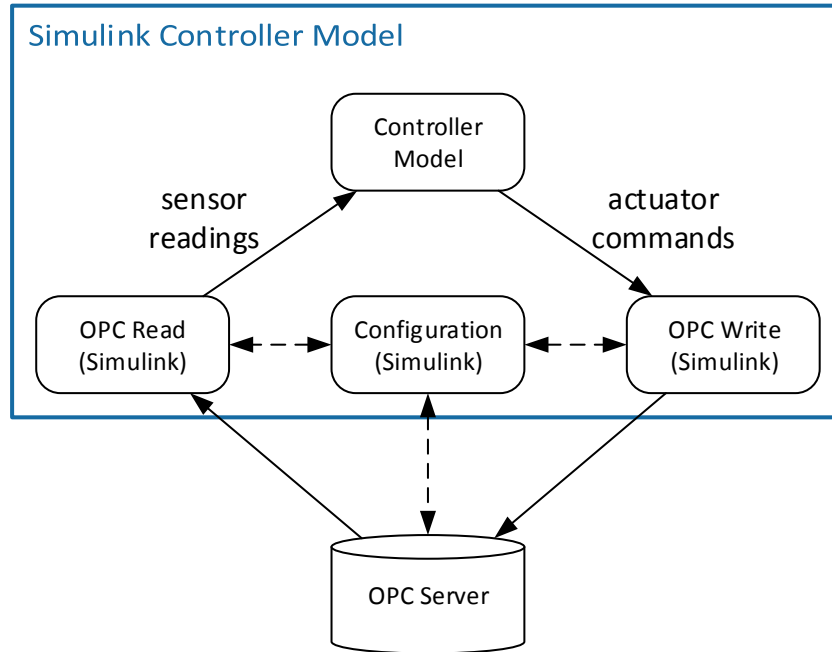 Simulink Controller Model
Controller
Model
sensor
readings
actuator
commands
OPC Read
(Simulink)
Configuration
(Simulink)
OPC Write
(Simulink)
OPC Server